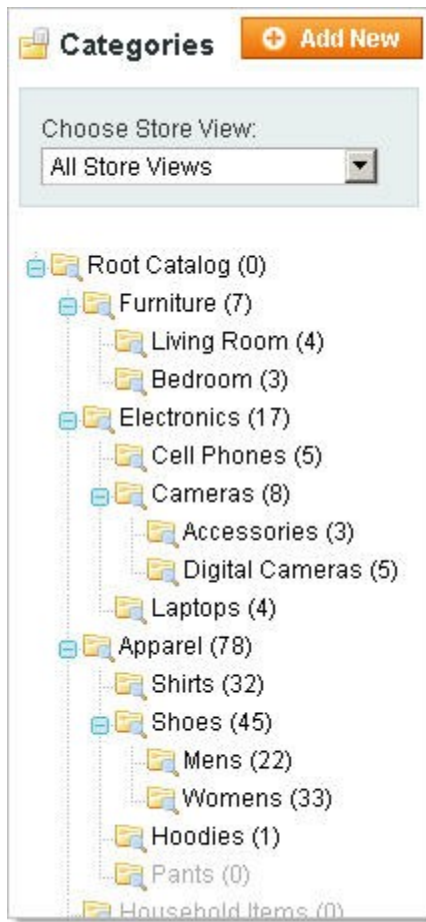 Categories
Add New
Choose Store View:
All Store Views
Root Catalog (0)
Furniture (7)
Living Room (4)
Bedroom (3)
Electronics (17)
Cell Phones (5)
Cameras (8)
Accessories (3)
Digital Cameras (5)
Laptops (4)
Apparel (78)
Shirts (32)
Shoes (45)
Mens (22)
Womens (33)
Hoodies (1)
Pants (0)
Household Items (0)